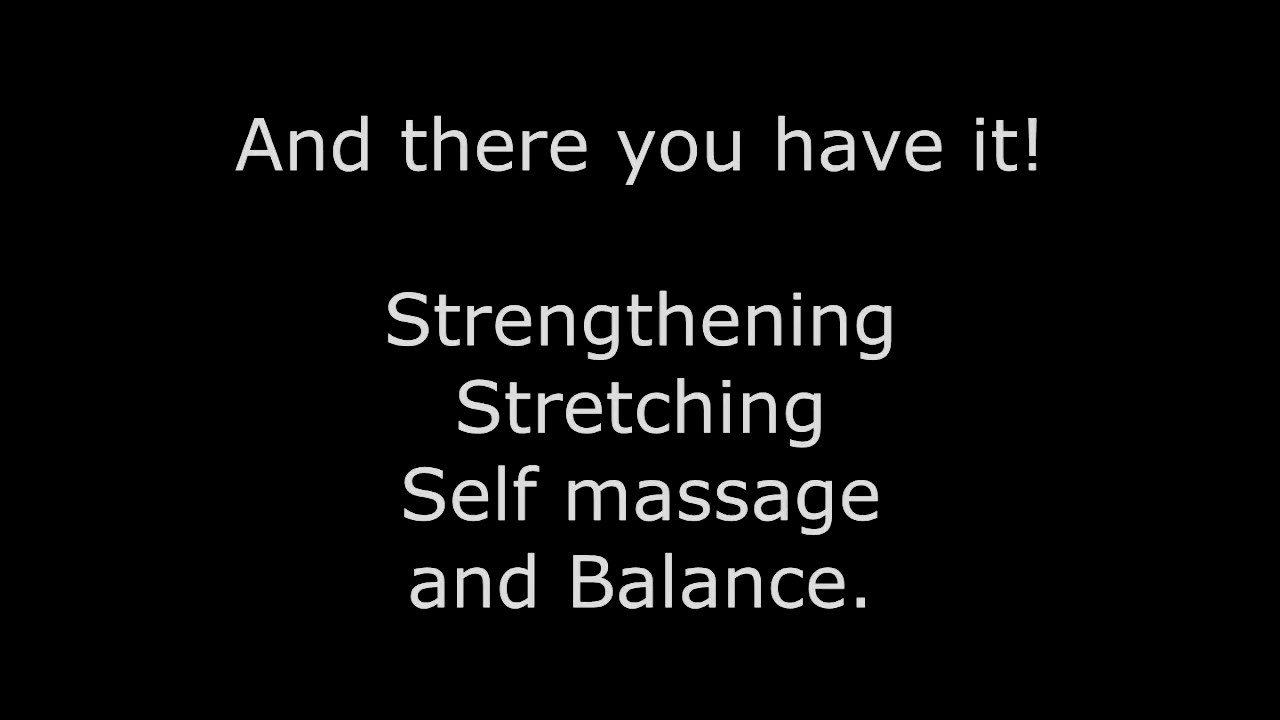 And there you have it!
Strengthening
Stretching
Self massage
and Balance.